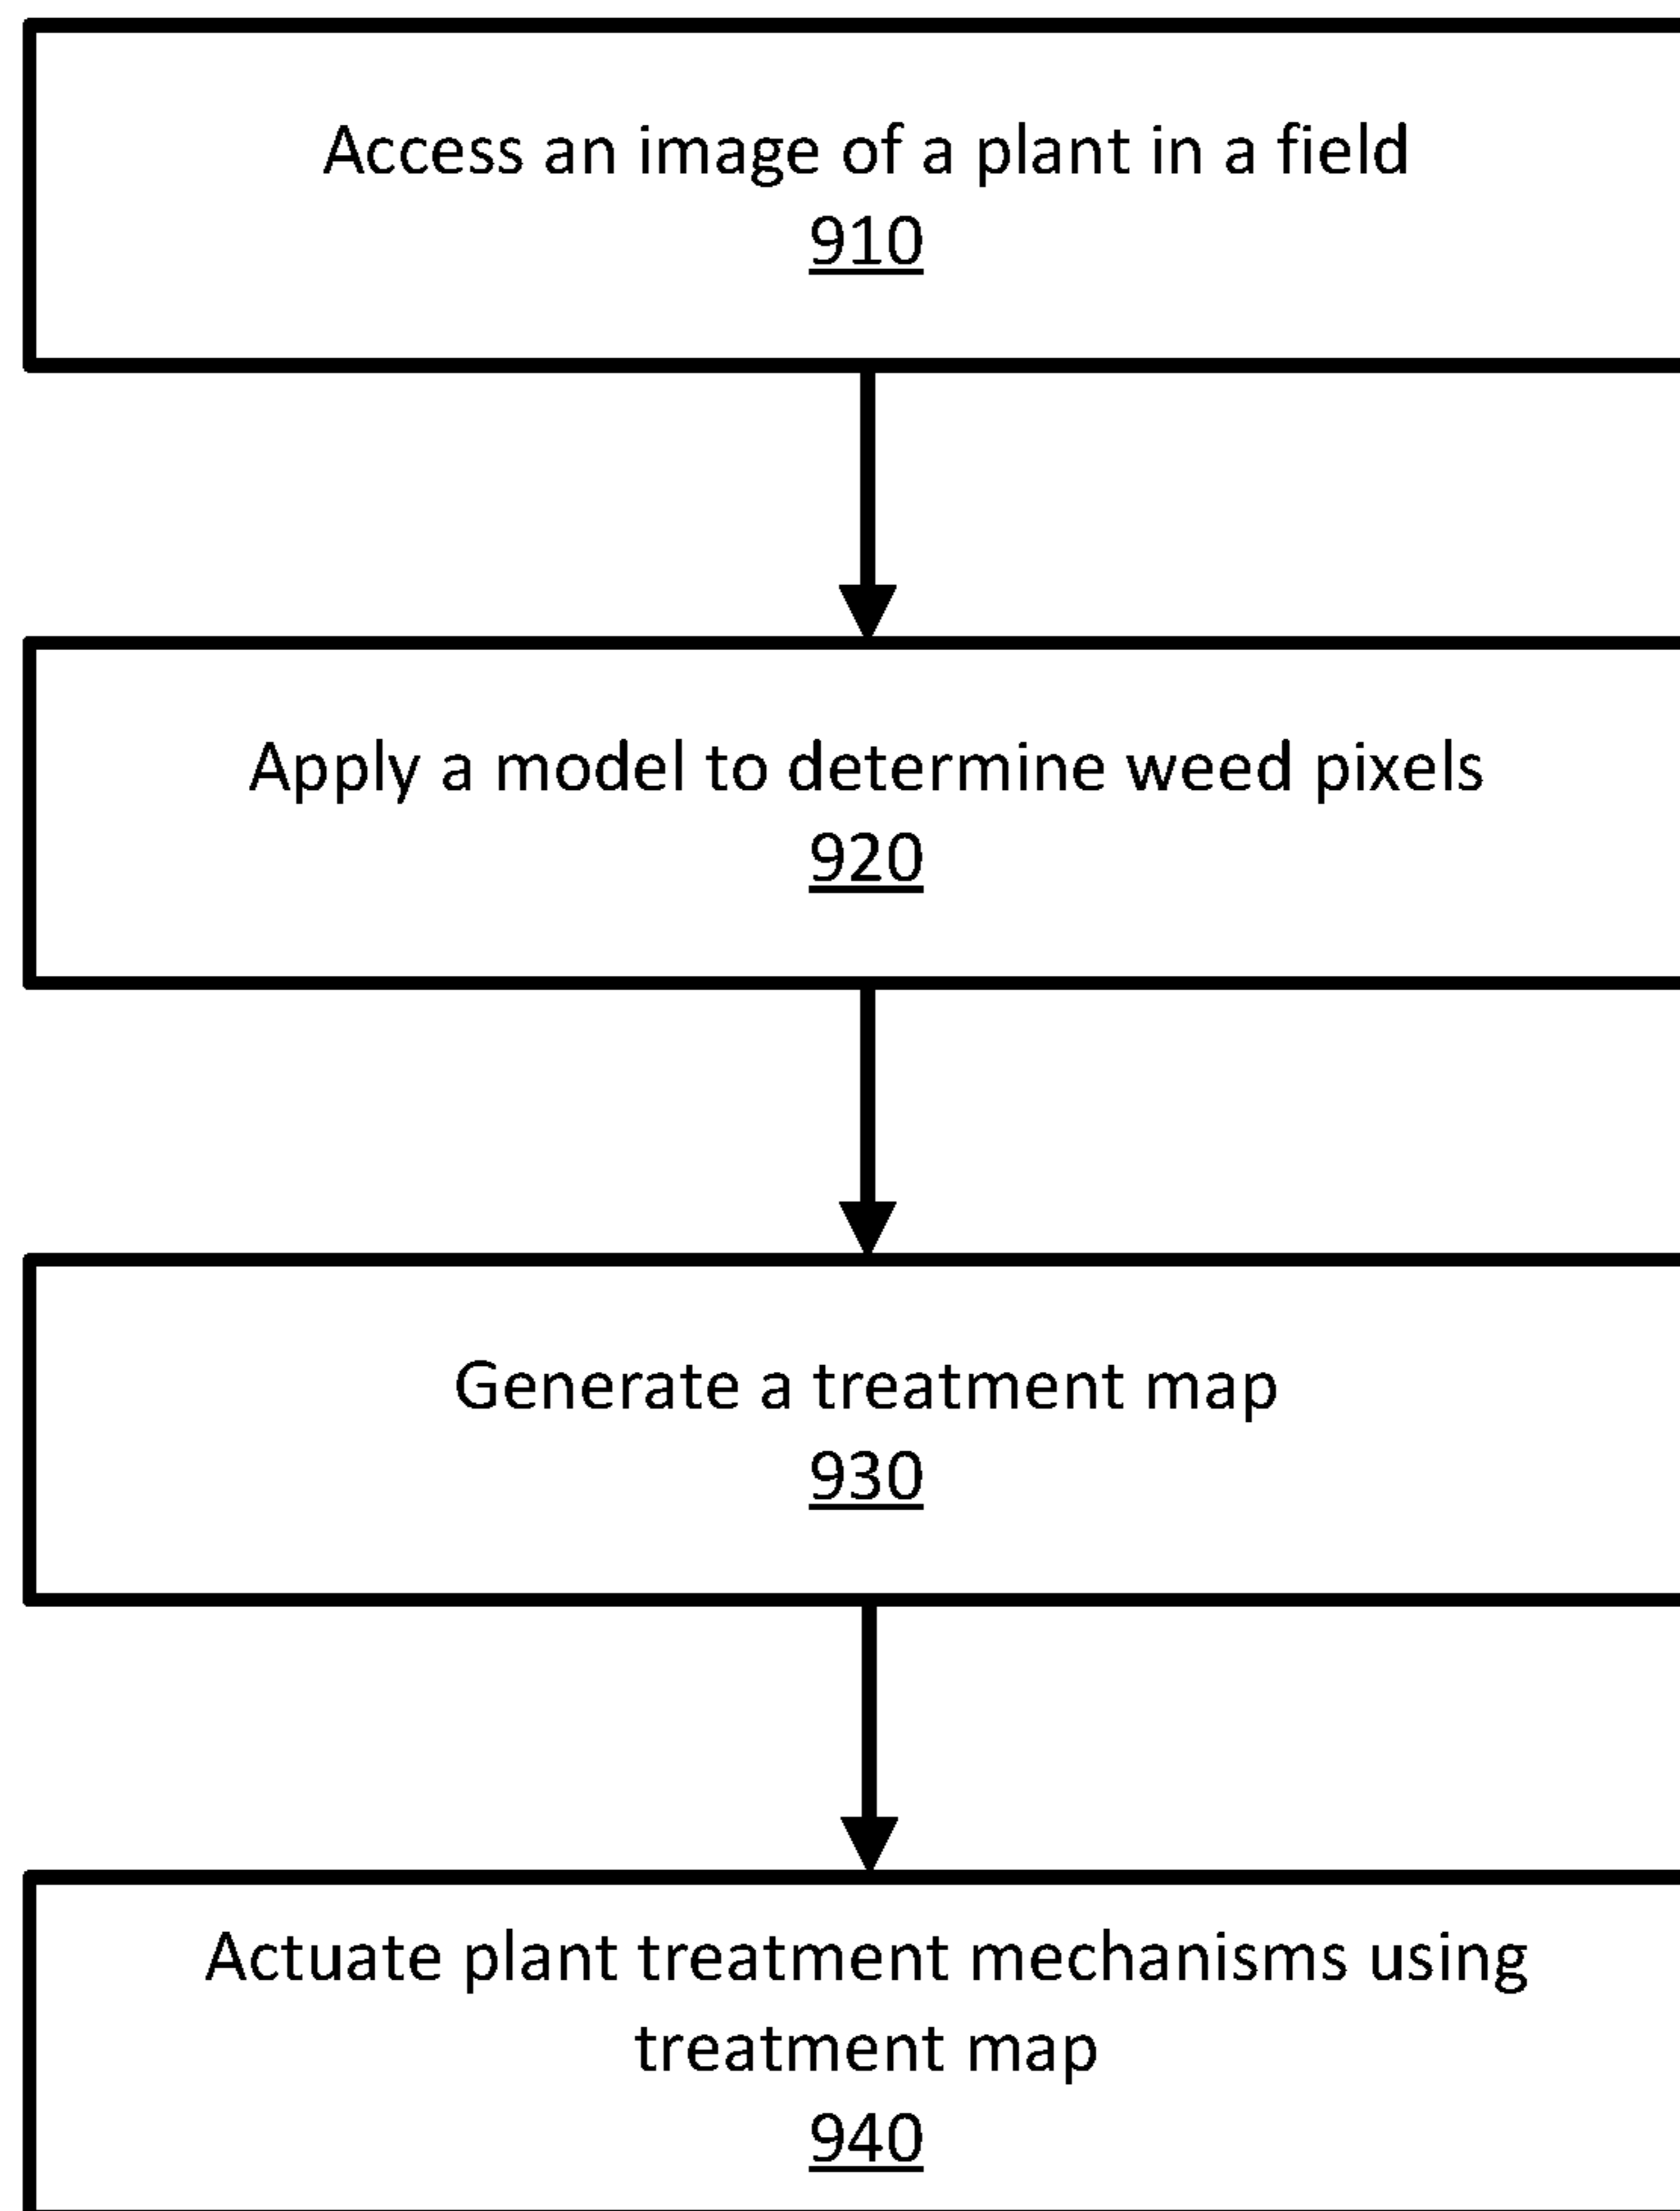 Access an image of a plant in a field
910
Apply a model to determine weed pixels
920
Generate a treatment map
930
Actuate plant treatment mechanisms using
treatment map
940